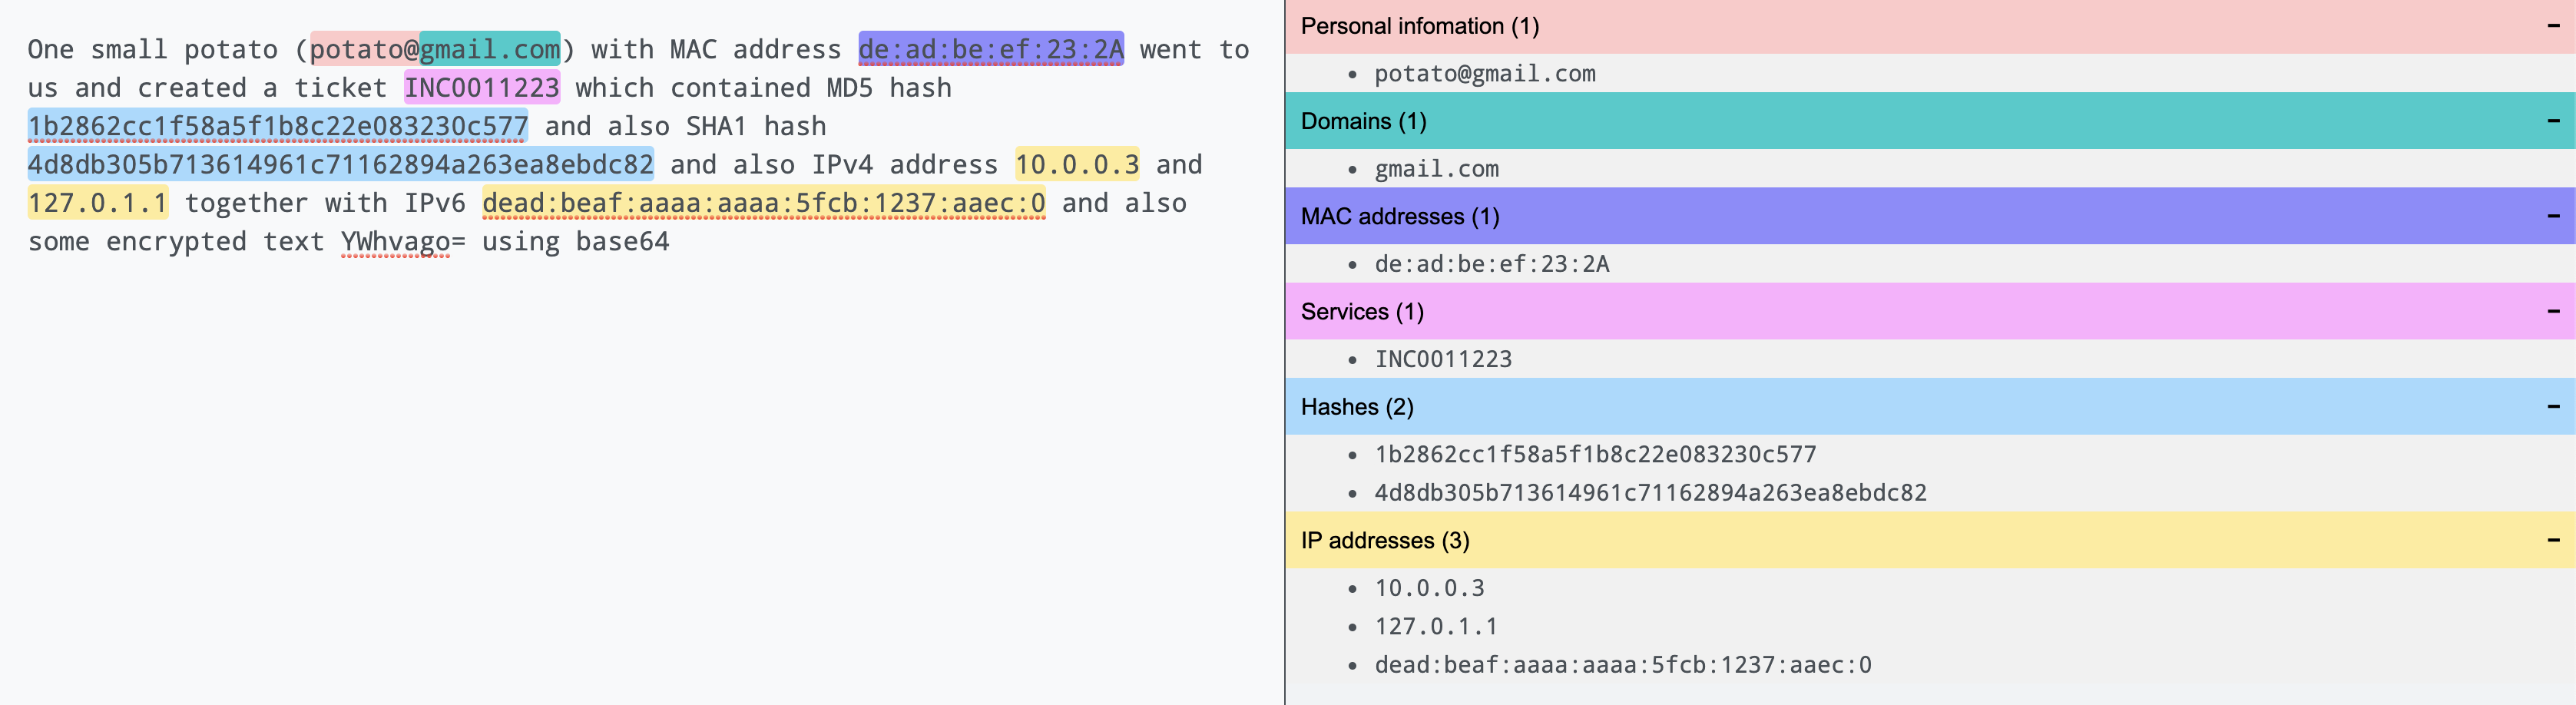 One small potato (potato@gmail.com) with MAC address de:ad:be:ef:23:2A went to
us and created a ticket INC0011223 which contained MD5 hash
1b2862cc1f58a5f1b8c22e083230c577 and also SHA1 hash
4d8db305b713614961c71162894a263ea8ebdc82 and also IPv4 address 10.0.0.3 and
127.0.1.1 together with IPv6 dead:beaf:aaaa:aaaa:5fcb:1237:aaec:0 and also
some encrypted text YWhvago= using base64
Personal infomation (1) −
• potato@gmail.com
Domains (1) −
• gmail.com
MAC addresses (1) −
• de:ad:be:ef:23:2A
Services (1) −
• INC0011223
Hashes (2) −
• 1b2862cc1f58a5f1b8c22e083230c577
• 4d8db305b713614961c71162894a263ea8ebdc82
IP addresses (3) −
• 10.0.0.3
• 127.0.1.1
• dead:beaf:aaaa:aaaa:5fcb:1237:aaec:0